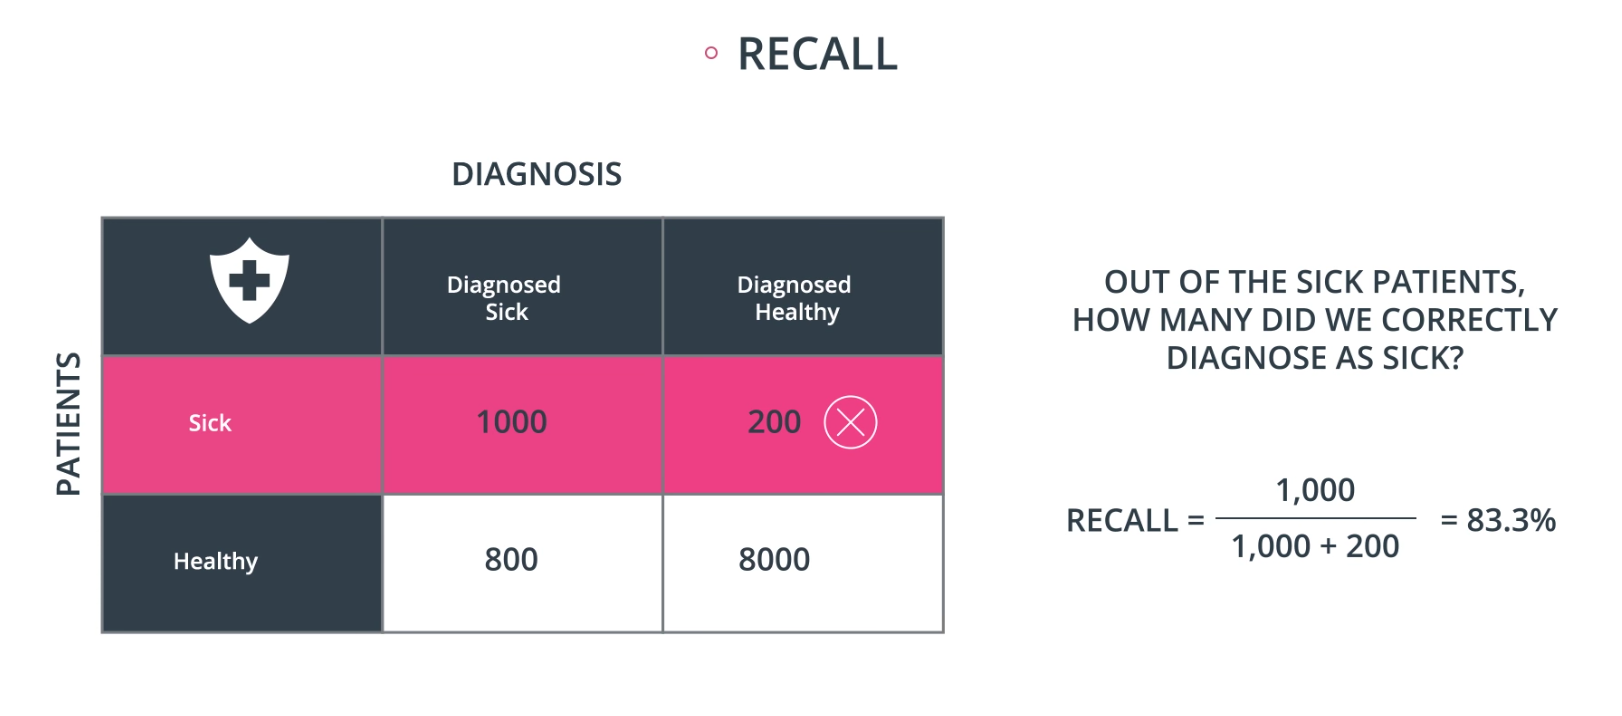 RECALL
DIAGNOSIS
PATIENTS
Diagnosed
Sick
Diagnosed
Healthy
Sick
1000
200
Healthy
800
8000
OUT OF THE SICK PATIENTS,
HOW MANY DID WE CORRECTLY
DIAGNOSE AS SICK?
RECALL =
1,000
1,000 + 200
= 83.3%